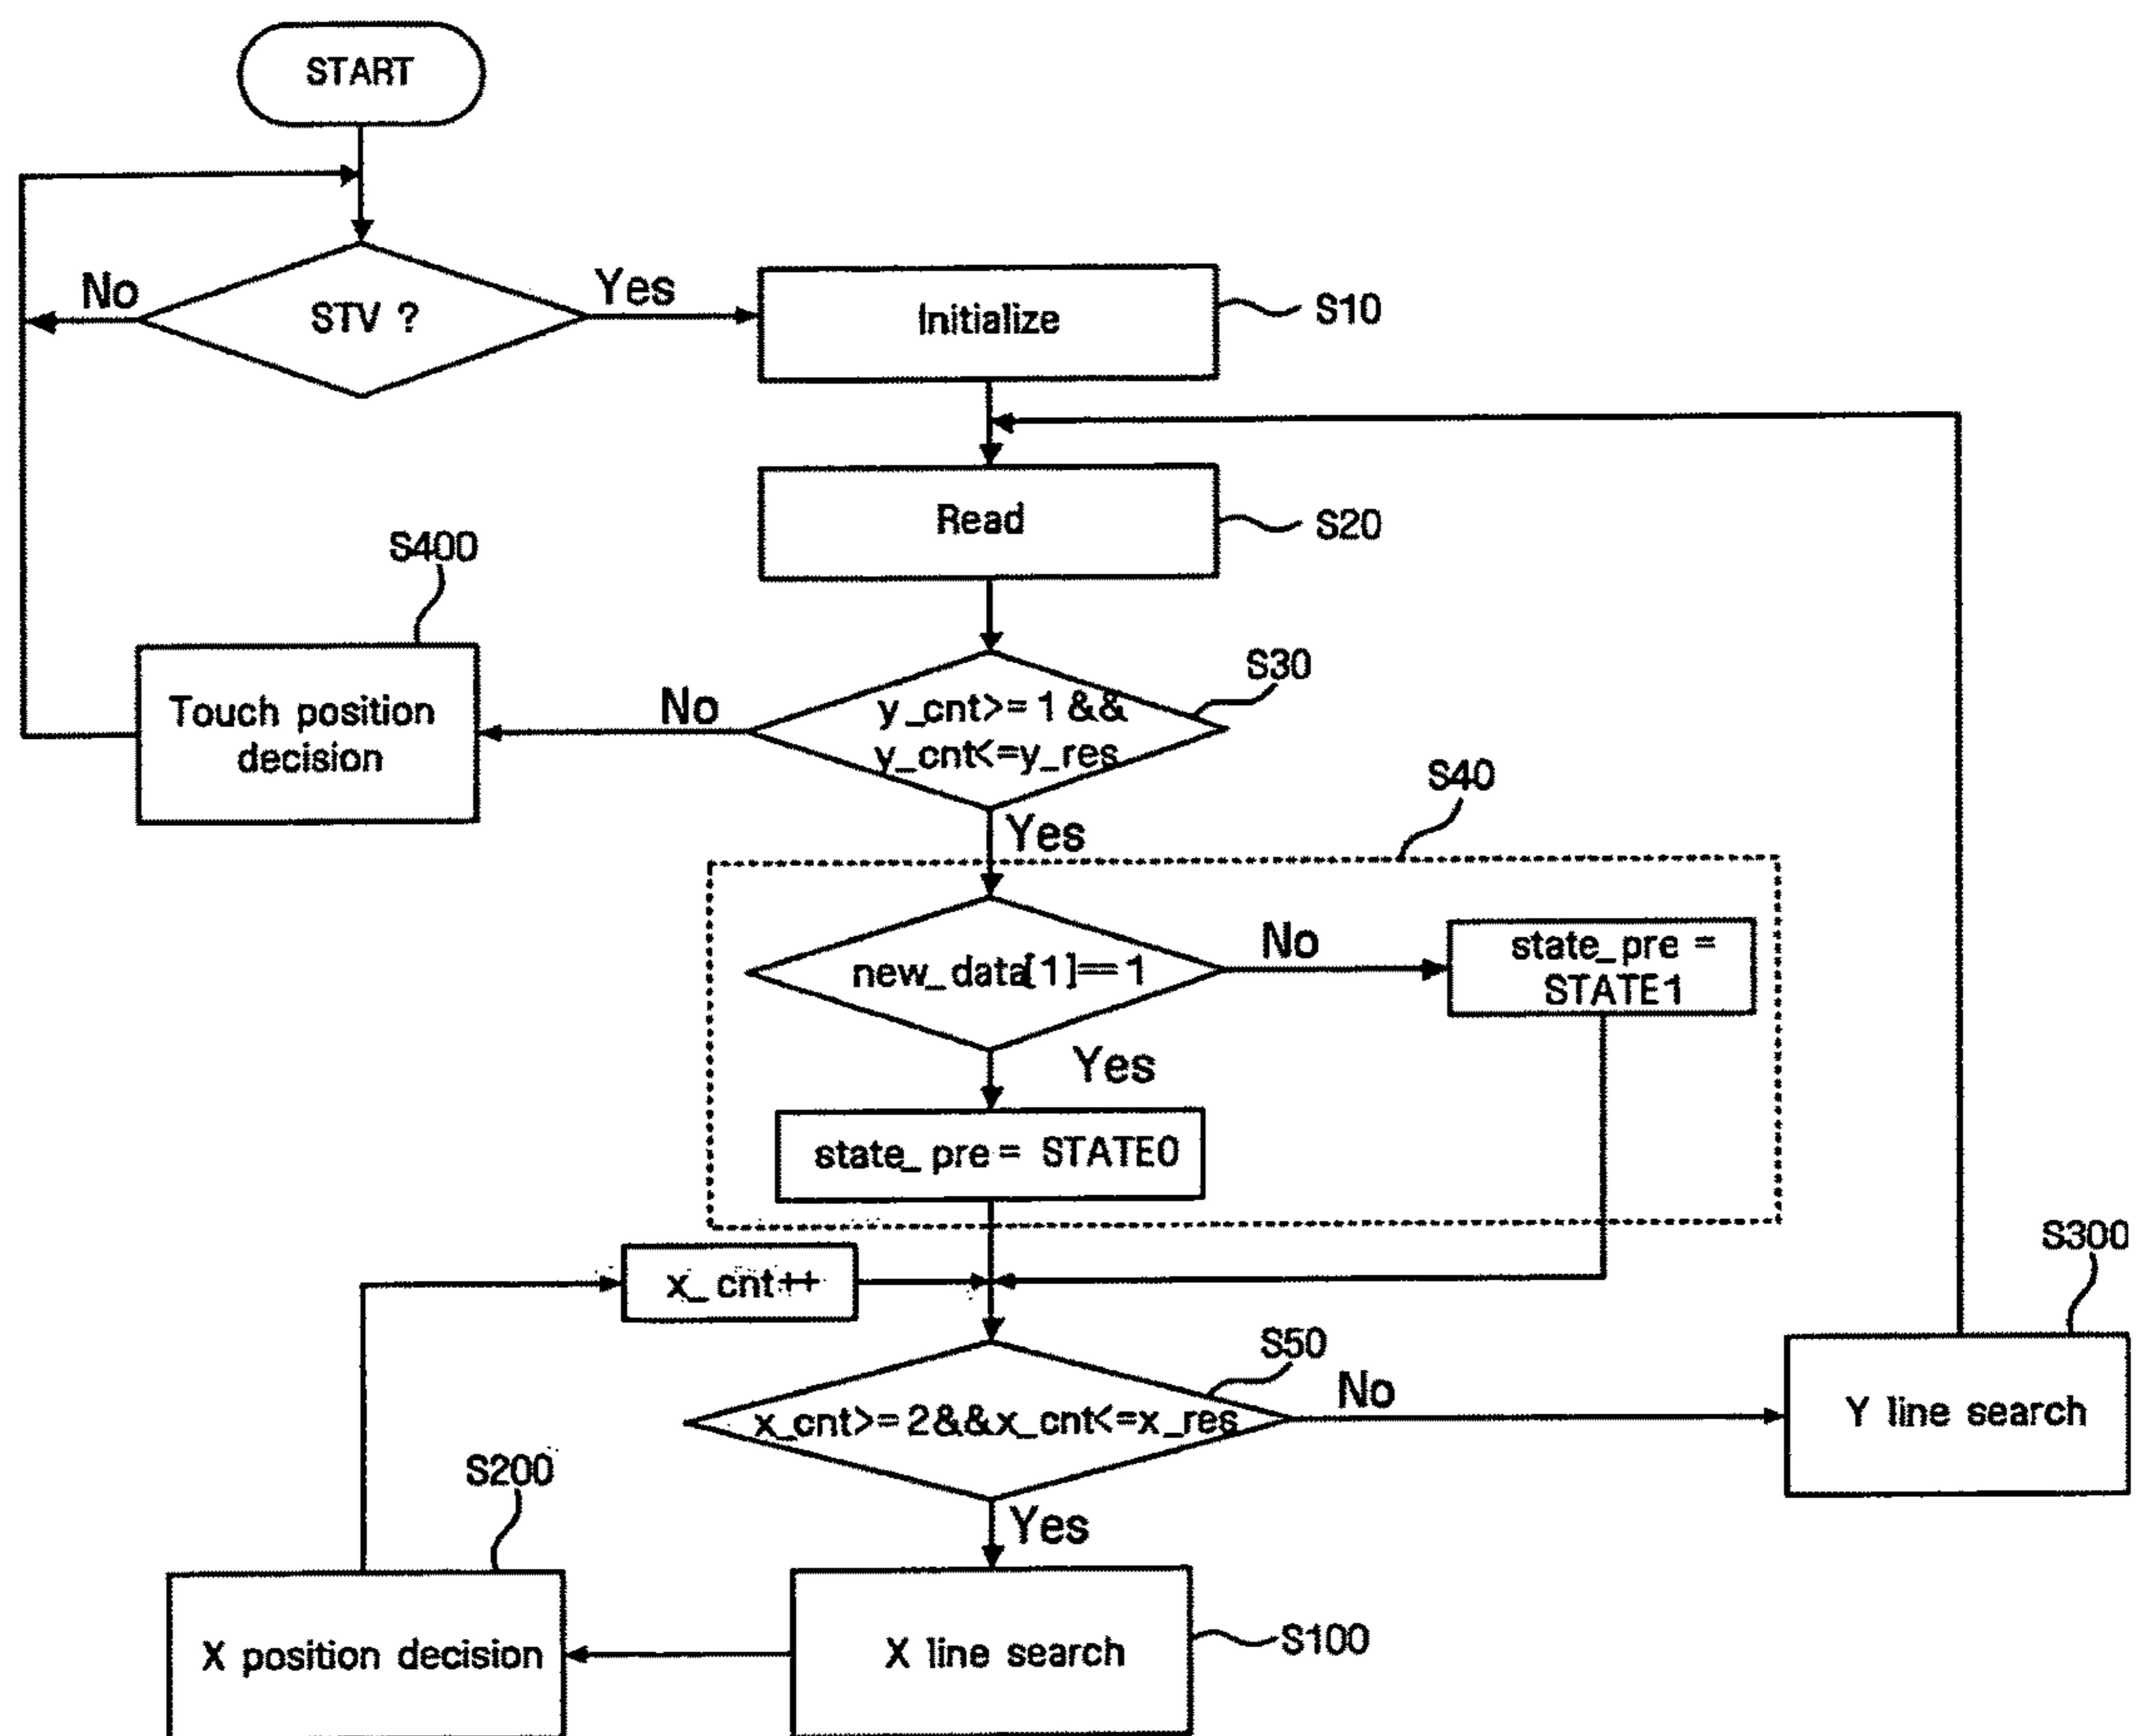 START
STV ?
No
Yes
Initialize
S10
Read
S20
S400
Touch position
decision
No
S30
y_cnt>= 1 &&
y_cnt<=y_res
Yes
S40
new_data[1]==1
No
state_pre =
STATE1
Yes
state_pre = STATE0
x_cnt++
S300
S50
x_cnt>=2&&x_cnt<=x_res
No
Y line search
S200
Yes
X position decision
X line search
S100